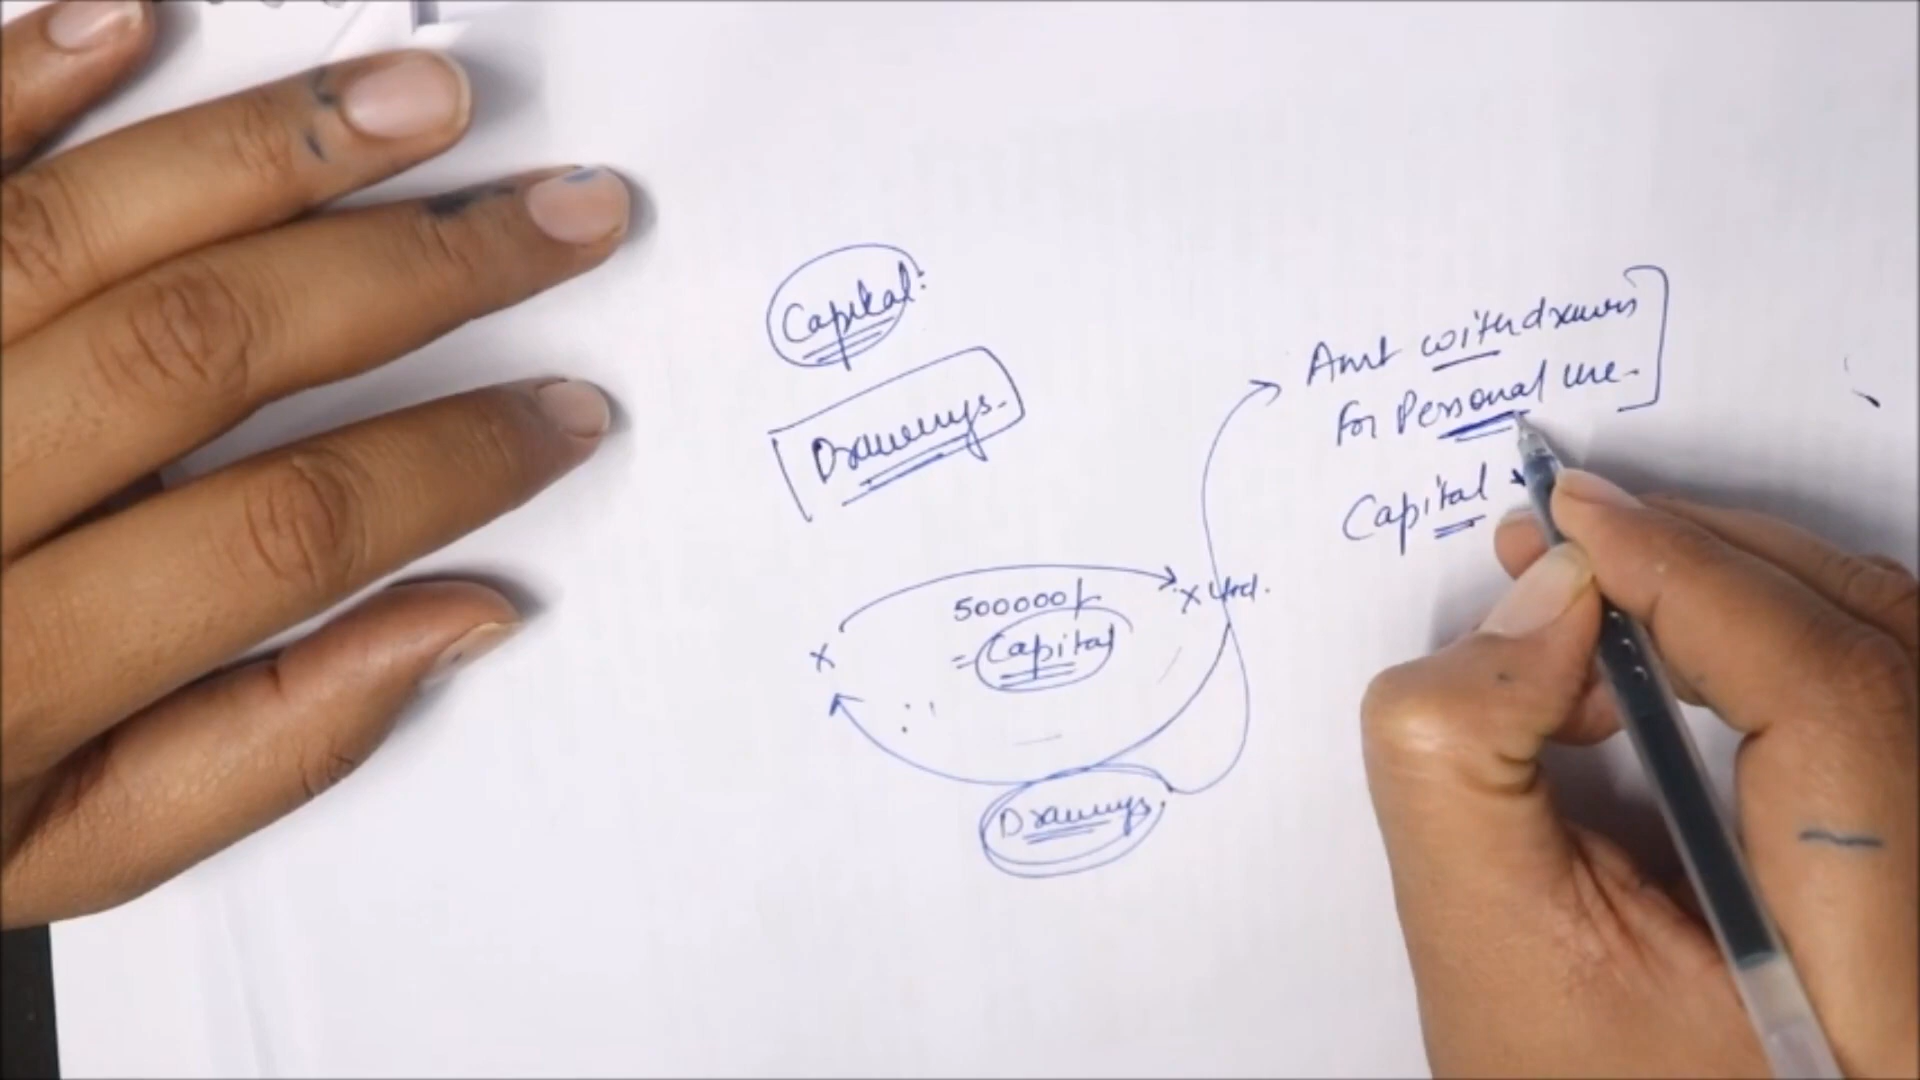 Capital:
Drawings.
Amt withdrawn
for Personal use.
Capital
500000/-
X
X Ltd.
= Capital
Drawings